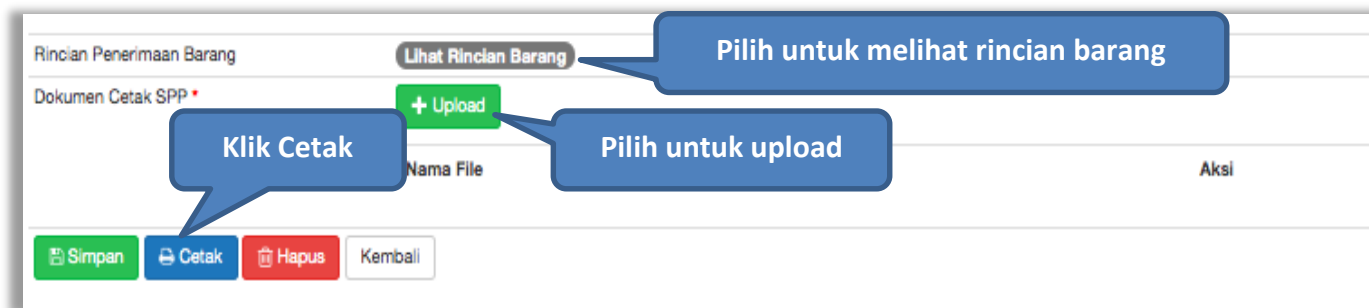 Rincian Penerimaan Barang
Lihat Rincian Barang
Pilih untuk melihat rincian barang
Dokumen Cetak SPP *
+ Upload
Klik Cetak
Pilih untuk upload
Nama File
Aksi
Simpan
Cetak
Hapus
Kembali